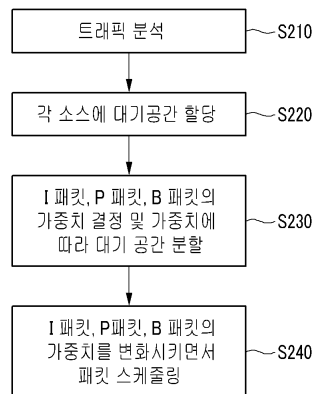 트래픽 분석
S210
각 소스에 대기공간 할당
S220
I 패킷, P 패킷, B 패킷의
가중치 결정 및 가중치에
따라 대기 공간 분할
S230
I 패킷, P패킷, B 패킷의
가중치를 변화시키면서
패킷 스케줄링
S240